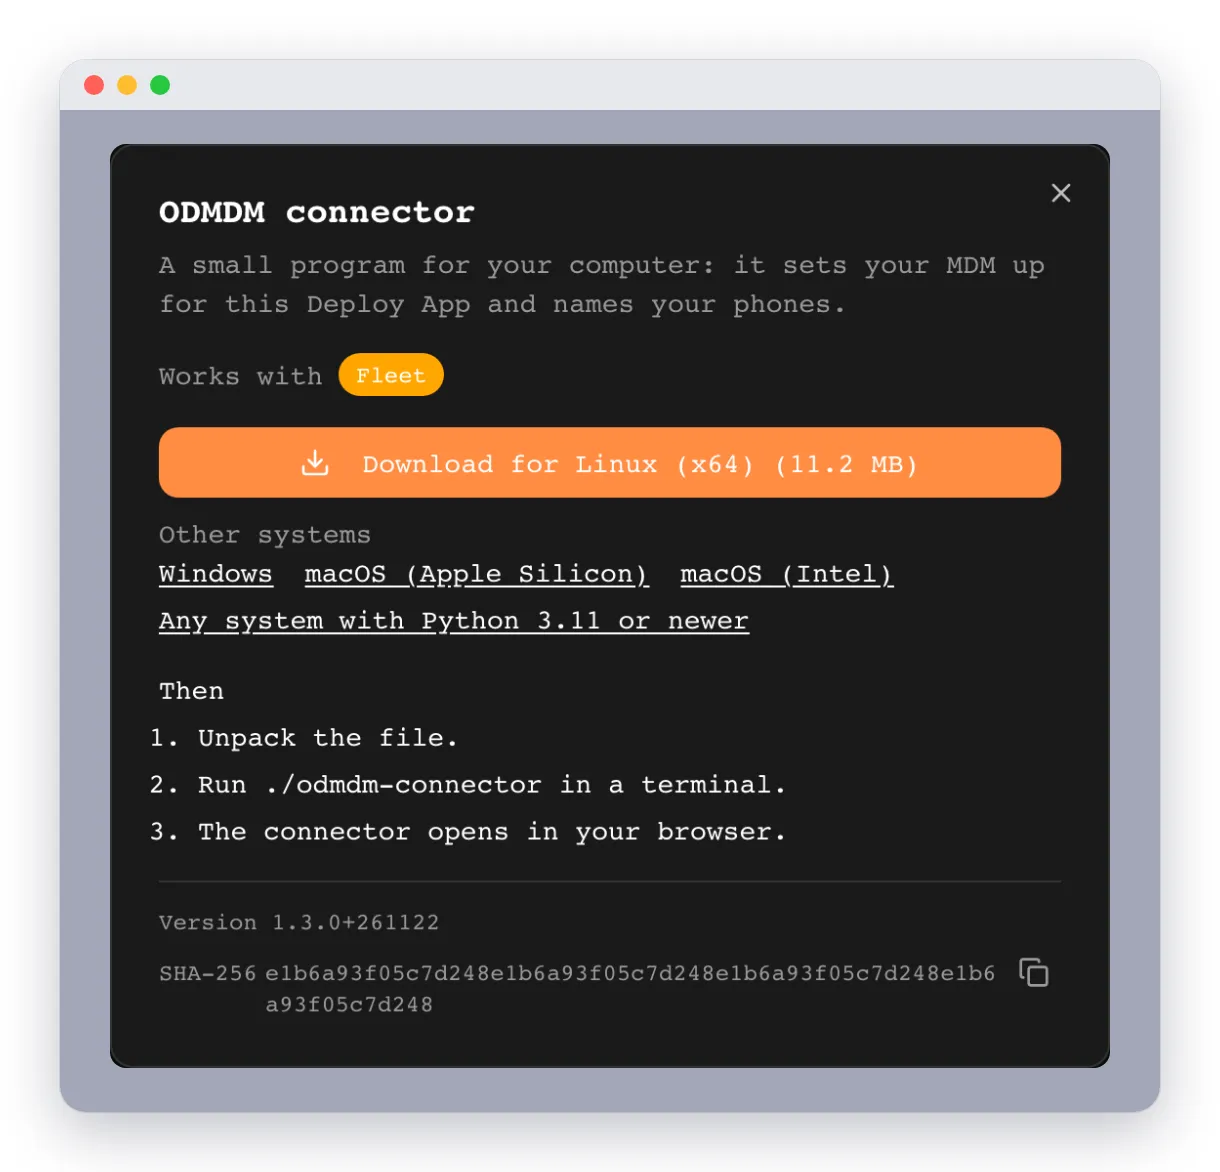 ODMDM connector
A small program for your computer: it sets your MDM up
for this Deploy App and names your phones.
Works with Fleet
Download for Linux (x64) (11.2 MB)
Other systems
Windows macOS (Apple Silicon) macOS (Intel)
Any system with Python 3.11 or newer
Then
1. Unpack the file.
2. Run ./odmdm-connector in a terminal.
3. The connector opens in your browser.
Version 1.3.0+261122
SHA-256 e1b6a93f05c7d248e1b6a93f05c7d248e1b6a93f05c7d248e1b6
a93f05c7d248